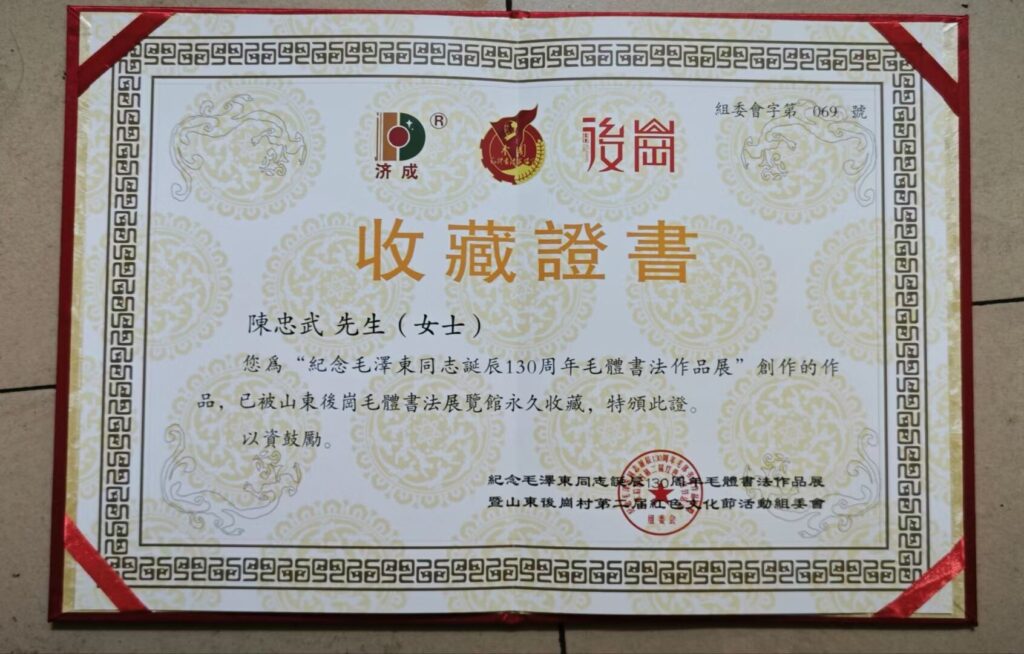 組委會字第 069 號
济成 ®
後崗
收藏證書
陳忠武 先生(女士)
您爲“紀念毛澤東同志誕辰130周年毛體書法作品展”創作的作
品,已被山東後崗毛體書法展覽館永久收藏,特頒此證。
以資鼓勵。
紀念毛澤東同志誕辰130周年毛體書法作品展
暨山東後崗村第二届紅色文化節活動組委會
組委会